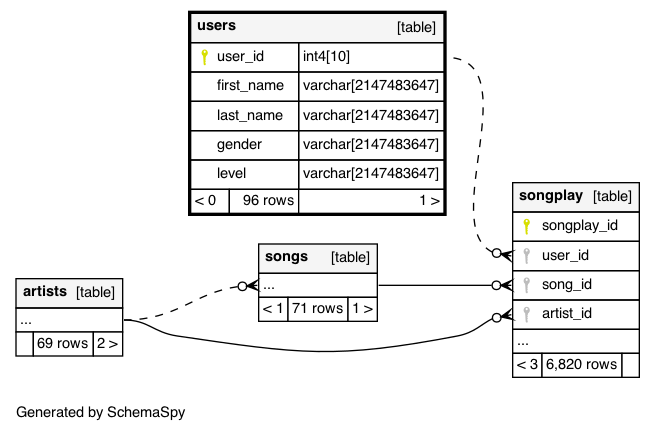 users [table]
user_id int4[10]
first_name varchar[2147483647]
last_name varchar[2147483647]
gender varchar[2147483647]
level varchar[2147483647]
< 0 96 rows 1 >
songplay [table]
songplay_id
user_id
song_id
artist_id
...
< 3 6,820 rows
songs [table]
...
< 1 71 rows 1 >
artists [table]
...
69 rows 2 >
Generated by SchemaSpy